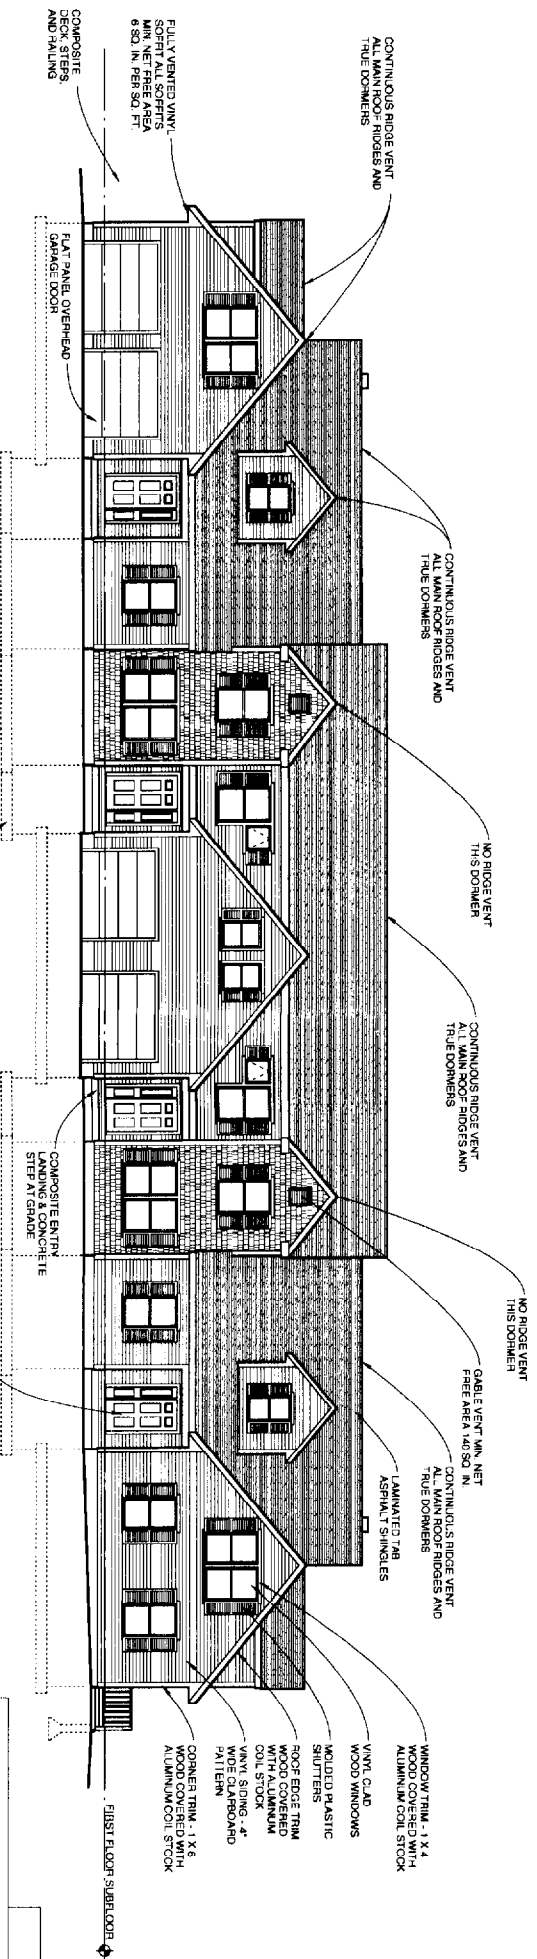 CONTINUOUS RIDGE VENT
ALL MAIN ROOF RIDGES AND
TRUE DORMERS
FULLY VENTED VINYL
SOFFIT ALL SOFFITS
MIN. NET FREE AREA
6 SQ. IN. PER SQ. FT.
COMPOSITE
DECK, STEPS,
AND RAILING
FLAT PANEL OVERHEAD
GARAGE DOOR
CONTINUOUS RIDGE VENT
ALL MAIN ROOF RIDGES AND
TRUE DORMERS
NO RIDGE VENT
THIS DORMER
CONTINUOUS RIDGE VENT
ALL MAIN ROOF RIDGES AND
TRUE DORMERS
COMPOSITE ENTRY
LANDING & CONCRETE
STEP AT GRADE
NO RIDGE VENT
THIS DORMER
GABLE VENT MIN. NET
FREE AREA 140 SQ. IN.
CONTINUOUS RIDGE VENT
ALL MAIN ROOF RIDGES AND
TRUE DORMERS
LAMINATED TAB
ASPHALT SHINGLES
WINDOW TRIM - 1 X 4
WOOD COVERED WITH
ALUMINUM COIL STOCK
VINYL CLAD
WOOD WINDOWS
MOLDED PLASTIC
SHUTTERS
ROOF EDGE TRIM
WOOD COVERED
WITH ALUMINUM
COIL STOCK
VINYL SIDING - 4"
WIDE CLAPBOARD
PATTERN
CORNER TRIM - 1 X 6
WOOD COVERED WITH
ALUMINUM COIL STOCK
FIRST FLOOR SUBFLOOR